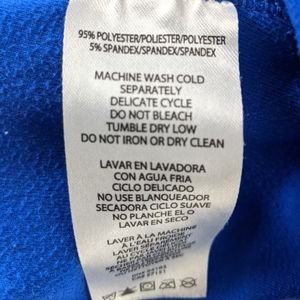 95% POLYESTER/POLIESTER/POLYESTER
5% SPANDEX/SPANDEX/SPANDEX
MACHINE WASH COLD
SEPARATELY
DELICATE CYCLE
DO NOT BLEACH
TUMBLE DRY LOW
DO NOT IRON OR DRY CLEAN
LAVAR EN LAVADORA
CON AGUA FRIA
CICLO DELICADO
NO USE BLANQUEADOR
SECADORA CICLO SUAVE
NO PLANCHE EL O
LAVAR EN SECO
LAVER À LA MACHINE
À L'EAU FROIDE